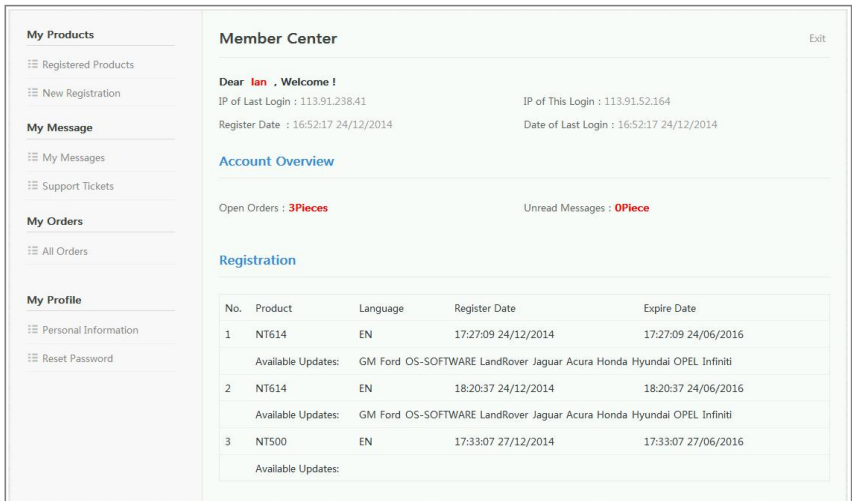 My Products
Registered Products
New Registration
My Message
My Messages
Support Tickets
My Orders
All Orders
My Profile
Personal Information
Reset Password
Member Center
Exit
Dear Ian , Welcome !
IP of Last Login : 113.91.238.41 IP of This Login : 113.91.52.164
Register Date : 16:52:17 24/12/2014 Date of Last Login : 16:52:17 24/12/2014
Account Overview
Open Orders : 3Pieces Unread Messages : 0Piece
Registration
No. Product Language Register Date Expire Date
1 NT614 EN 17:27:09 24/12/2014 17:27:09 24/06/2016
Available Updates: GM Ford OS-SOFTWARE LandRover Jaguar Acura Honda Hyundai OPEL Infiniti
2 NT614 EN 18:20:37 24/12/2014 18:20:37 24/06/2016
Available Updates: GM Ford OS-SOFTWARE LandRover Jaguar Acura Honda Hyundai OPEL Infiniti
3 NT500 EN 17:33:07 27/12/2014 17:33:07 27/06/2016
Available Updates: